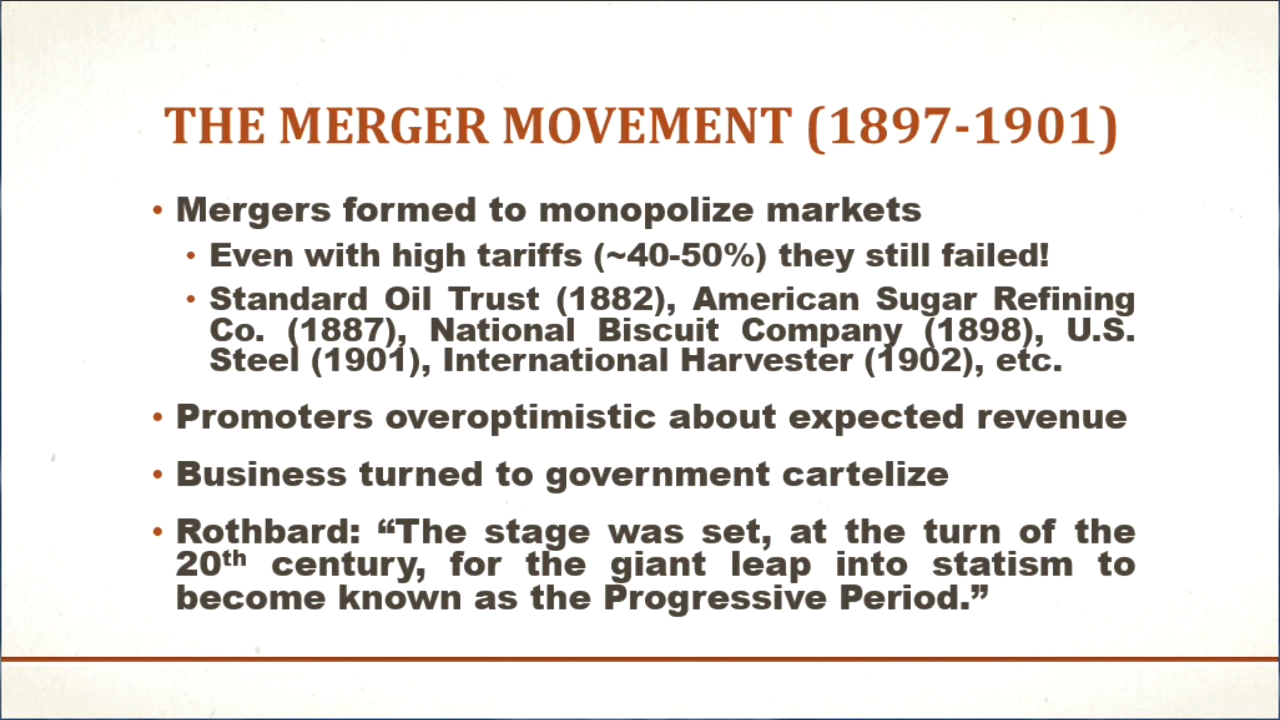 THE MERGER MOVEMENT (1897-1901)
• Mergers formed to monopolize markets
• Even with high tariffs (~40-50%) they still failed!
• Standard Oil Trust (1882), American Sugar Refining
Co. (1887), National Biscuit Company (1898), U.S.
Steel (1901), International Harvester (1902), etc.
• Promoters overoptimistic about expected revenue
• Business turned to government cartelize
• Rothbard: “The stage was set, at the turn of the
20th century, for the giant leap into statism to
become known as the Progressive Period.”